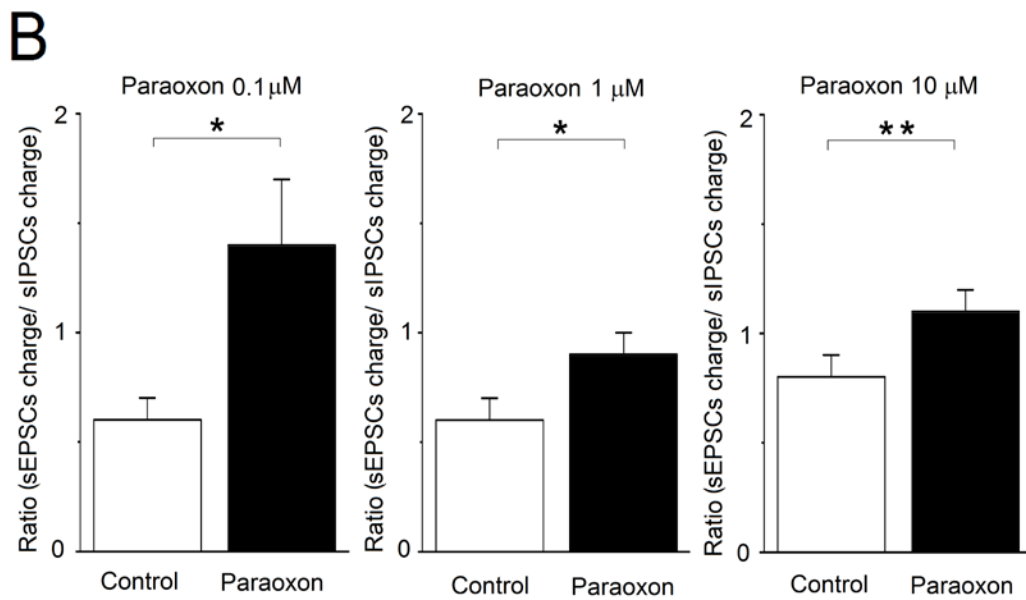 B
Paraoxon 0.1 μM
Ratio (sEPSCs charge/ sIPSCs charge)
2
1
0
*
Control Paraoxon
Paraoxon 1 μM
Ratio (sEPSCs charge/ sIPSCs charge)
2
1
0
*
Control Paraoxon
Paraoxon 10 μM
Ratio (sEPSCs charge/ sIPSCs charge)
2
1
0
**
Control Paraoxon